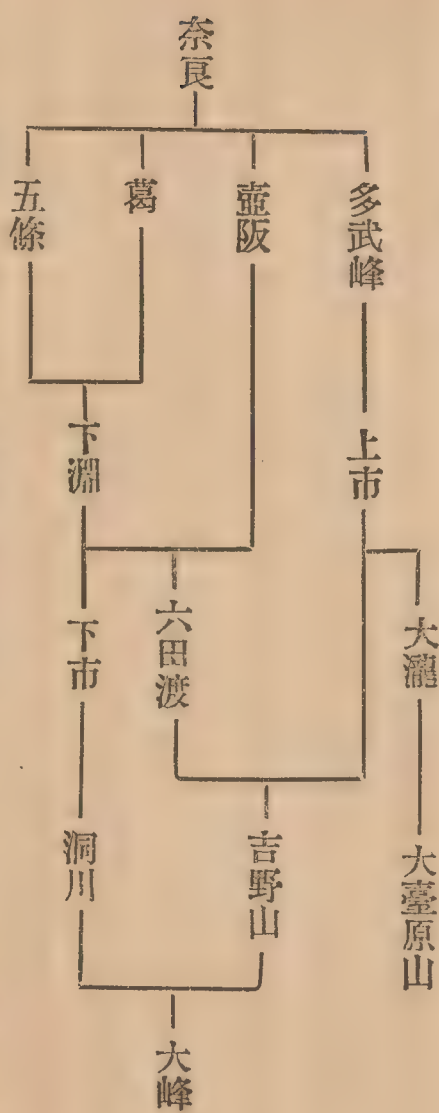 奈良
多武峰
壺阪
葛
五條
上市
下淵
大瀧
六田渡
下市
大臺原山
吉野山
洞川
大峰